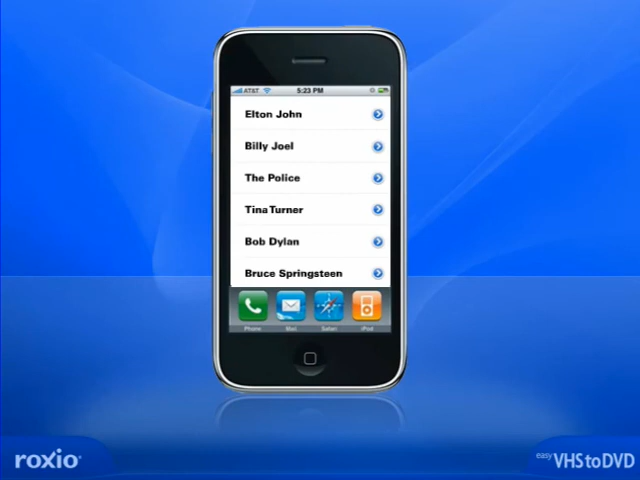 AT&T 5:23 PM
Elton John
Billy Joel
The Police
Tina Turner
Bob Dylan
Bruce Springsteen
Phone Mail Safari iPod
roxio
easy VHS to DVD